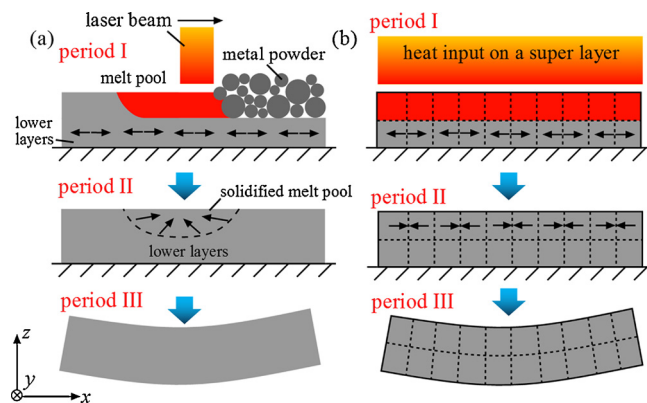 (a)
laser beam
period I
melt pool
metal powder
lower
layers
period II
solidified melt pool
lower layers
period III
z
y
x
(b)
period I
heat input on a super layer
period II
period III